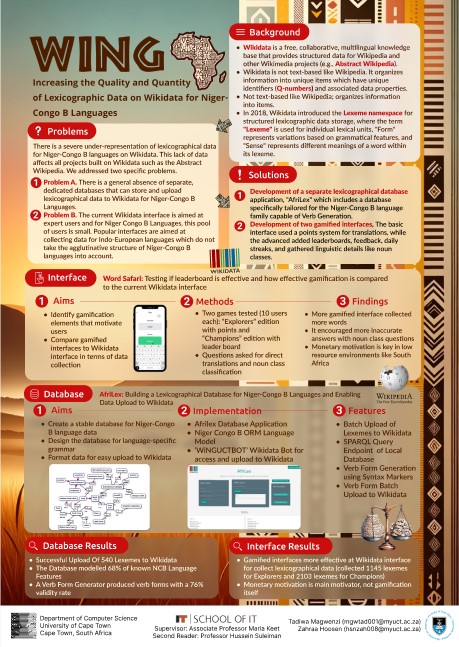 WING
Increasing the Quality and Quantity
of Lexicographic Data on Wikidata for Niger-
Congo B Languages
Background
Wikidata is a free, collaborative, multilingual knowledge
base that provides structured data for Wikipedia and
other Wikimedia projects (e.g., Abstract Wikipedia).
Wikidata is not text-based like Wikipedia. It organizes
information into unique items which have unique
identifiers (Q-numbers) and associated data properties.
Not text-based like Wikipedia; organizes information
into items.
In 2018, Wikidata introduced the Lexeme namespace for
structured lexicographic data storage, where the term
"Lexeme" is used for individual lexical units, "Form"
represents variations based on grammatical features, and
"Sense" represents different meanings of a word within
its lexeme.
Problems
There is a severe under-representation of lexicographical data
for Niger-Congo B languages on Wikidata. This lack of data
affects all projects built on Wikidata such as the Abstract
Wikipedia. We addressed two specific problems.
1 Problem A. There is a general absence of separate,
dedicated databases that can store and upload
lexicographical data to Wikidata for Niger-Congo B
Languages.
2 Problem B. The current Wikidata interface is aimed at
expert users and for Niger Congo B Languages, this pool
of users is small. Popular interfaces are aimed at
collecting data for Indo-European languages which do not
take the agglutinative structure of Niger-Congo B
languages into account.
WIKIDATA
Solutions
1 Development of a separate lexicographical database
application, "AfriLex" which includes a database
specifically tailored for the Niger-Congo B language
family capable of Verb Generation.
2 Development of two gamified interfaces, The basic
interface used a points system for translations, while
the advanced added leaderboards, feedback, daily
streaks, and gathered linguistic details like noun
classes.
Interface
Word Safari: Testing if leaderboard is effective and how effective gamification is compared
to the current Wikidata interface
1 Aims
Identify gamification
elements that motivate
users
Compare gamified
interfaces to Wikidata
interface in terms of data
collection
2 Methods
Two games tested (10 users
each): "Explorers" edition
with points and
"Champions" edition with
leader board
Questions asked for direct
translations and noun class
classification
3 Findings
More gamified interface collected
more words
It encouraged more inaccurate
answers with noun class questions
Monetary motivation is key in low
resource environments like South
Africa
WIKIPEDIA
The Free Encyclopedia
Database
AfriLex: Building a Lexicographical Database for Niger-Congo B Languages and Enabling
Data Upload to Wikidata
1 Aims
Create a stable database for Niger-Congo
B language data
Design the database for language-specific
grammar
Format data for easy upload to Wikidata
2 Implementation
Afrilex Database Application
Niger Congo B ORM Language
Model
'WINGUCTBOT' Wikidata Bot for
access and upload to Wikidata
3 Features
Batch Upload of
Lexemes to Wikidata
SPARQL Query
Endpoint of Local
Database
Verb Form Generation
using Syntax Markers
Verb Form Batch
Upload to Wikidata
Database Results
Successful Upload Of 540 Lexemes to Wikidata
The Database modelled 68% of known NCB Language
Features
A Verb Form Generator produced verb forms with a 76%
validity rate
Interface Results
Gamified interfaces more effective at Wikidata interface
for collect lexicographical data (collected 1145 lexemes
for Explorers and 2103 lexemes for Champions)
Monetary motivation is main motivator, not gamification
itself
Department of Computer Science
University of Cape Town
Cape Town, South Africa
IT SCHOOL OF IT
Supervisor: Associate Professor Maria Keet
Second Reader: Professor Hussein Suleiman
Tadiwa Magwenzi (mgwtad001@myuct.ac.za)
Zahraa Hoosen (hsnzah008@myuct.ac.za)